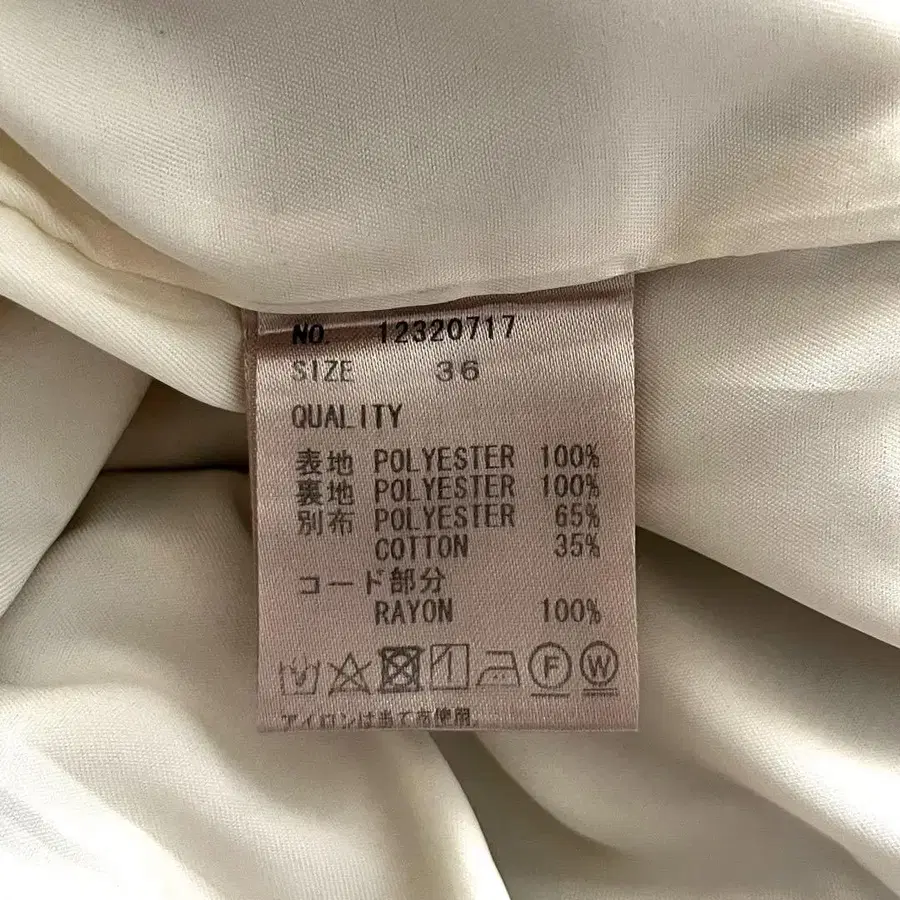 NO. 12320717
SIZE 36
QUALITY
表地 POLYESTER 100%
裏地 POLYESTER 100%
別布 POLYESTER 65%
COTTON 35%
コード部分
RAYON 100%
F W
アイロンは当て布使用。